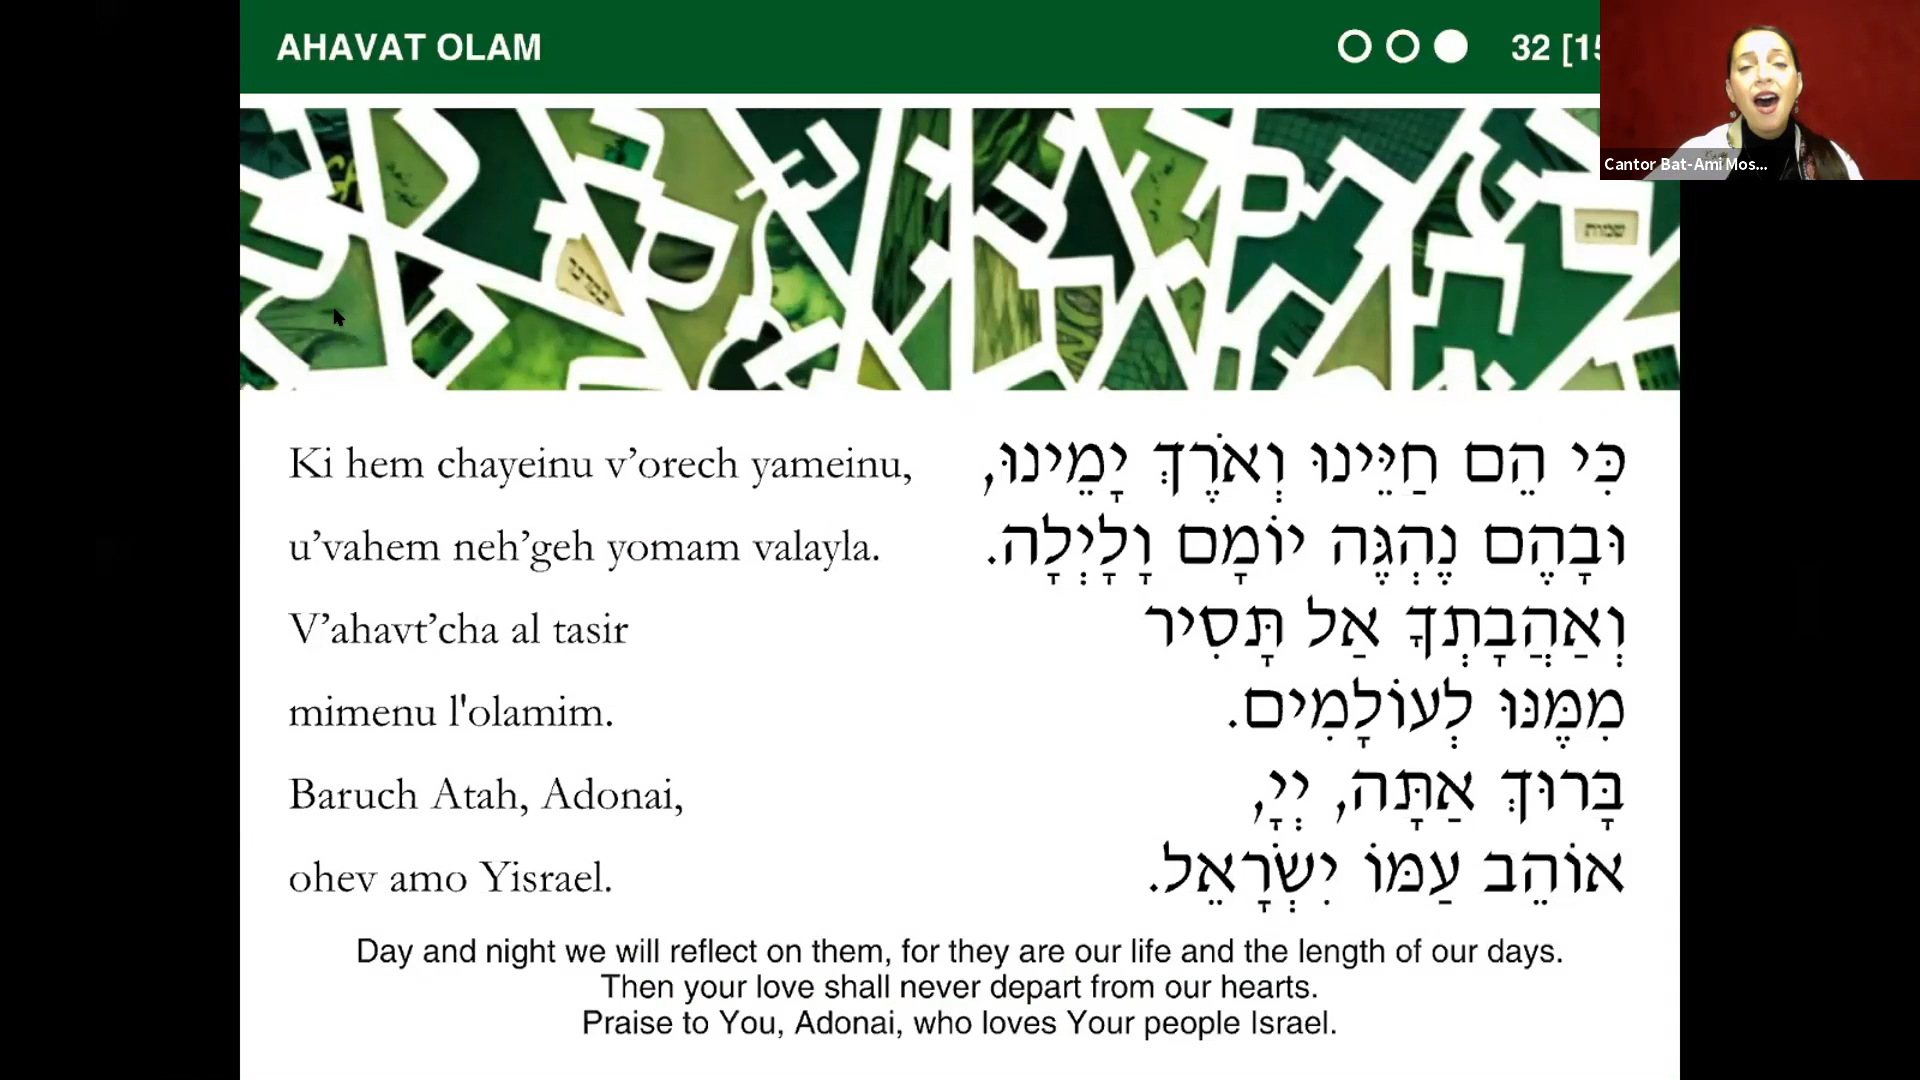 AHAVAT OLAM
32 [15
Cantor Bat-Ami Mos...
שמות
במדבר
Ki hem chayeinu v’orech yameinu,
כִּי הֵם חַיֵּינוּ וְאֹרֶךְ יָמֵינוּ,
u’vahem neh’geh yomam valayla.
וּבָהֶם נֶהְגֶּה יוֹמָם וָלָיְלָה.
V’ahavt’cha al tasir
וְאַהֲבָתְךָ אַל תָּסִיר
mimenu l'olamim.
מִמֶּנּוּ לְעוֹלָמִים.
Baruch Atah, Adonai,
בָּרוּךְ אַתָּה, יְיָ,
ohev amo Yisrael.
אוֹהֵב עַמּוֹ יִשְׂרָאֵל.
Day and night we will reflect on them, for they are our life and the length of our days.
Then your love shall never depart from our hearts.
Praise to You, Adonai, who loves Your people Israel.